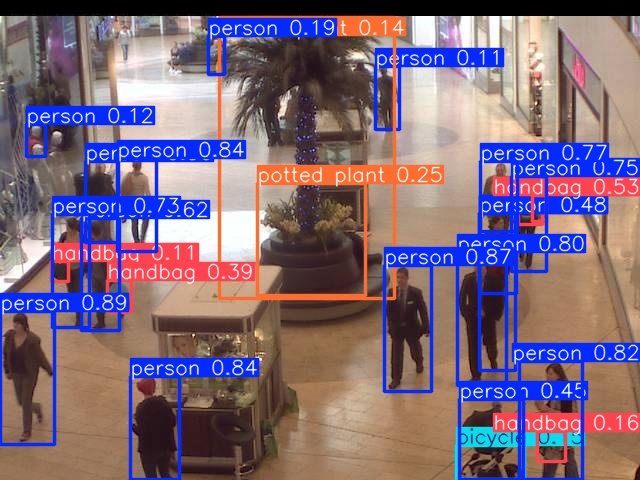 person 0.19
t 0.14
person 0.11
person 0.12
per
person 0.84
person 0.77
0.75
potted plant 0.25
handbag 0.53
person 0.73
0.62
person 0.48
person 0.80
handbag 0.11
person 0.87
handbag 0.39
person 0.89
person 0.82
person 0.84
person 0.45
handbag 0.16
bicycle